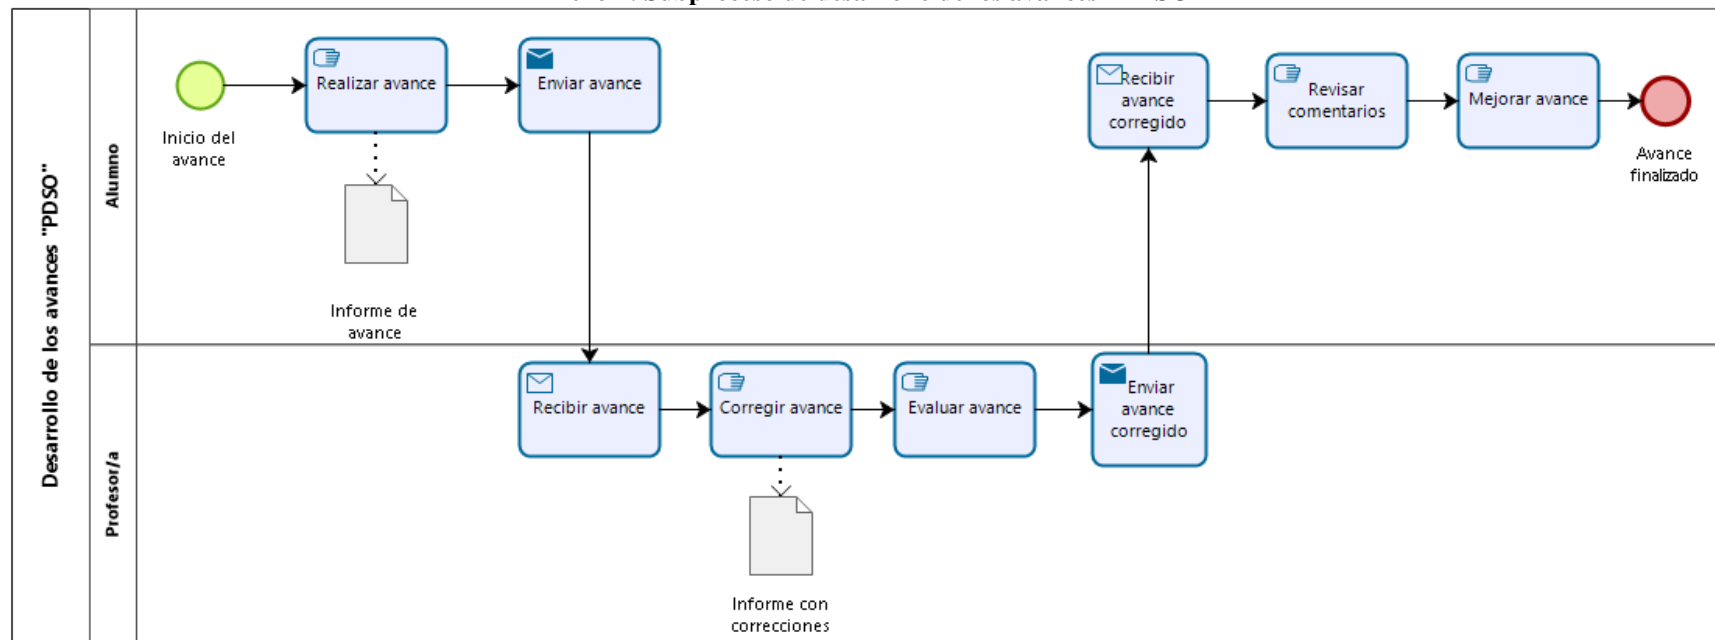 Desarrollo de los avances "PDSO"
Alumno
Inicio del
avance
Realizar avance
Informe de
avance
Enviar avance
Recibir
avance
corregido
Revisar
comentarios
Mejorar avance
Avance
finalizado
Profesor/a
Recibir avance
Corregir avance
Informe con
correcciones
Evaluar avance
Enviar
avance
corregido